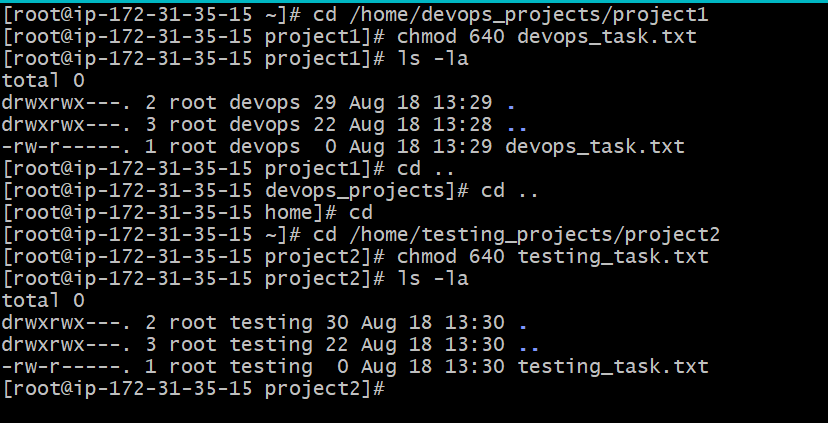 [root@ip-172-31-35-15 ~]# cd /home/devops_projects/project1
[root@ip-172-31-35-15 project1]# chmod 640 devops_task.txt
[root@ip-172-31-35-15 project1]# ls -la
total 0
drwxrwx---. 2 root devops 29 Aug 18 13:29 .
drwxrwx---. 3 root devops 22 Aug 18 13:28 ..
-rw-r-----. 1 root devops  0 Aug 18 13:29 devops_task.txt
[root@ip-172-31-35-15 project1]# cd ..
[root@ip-172-31-35-15 devops_projects]# cd ..
[root@ip-172-31-35-15 home]# cd
[root@ip-172-31-35-15 ~]# cd /home/testing_projects/project2
[root@ip-172-31-35-15 project2]# chmod 640 testing_task.txt
[root@ip-172-31-35-15 project2]# ls -la
total 0
drwxrwx---. 2 root testing 30 Aug 18 13:30 .
drwxrwx---. 3 root testing 22 Aug 18 13:30 ..
-rw-r-----. 1 root testing  0 Aug 18 13:30 testing_task.txt
[root@ip-172-31-35-15 project2]#